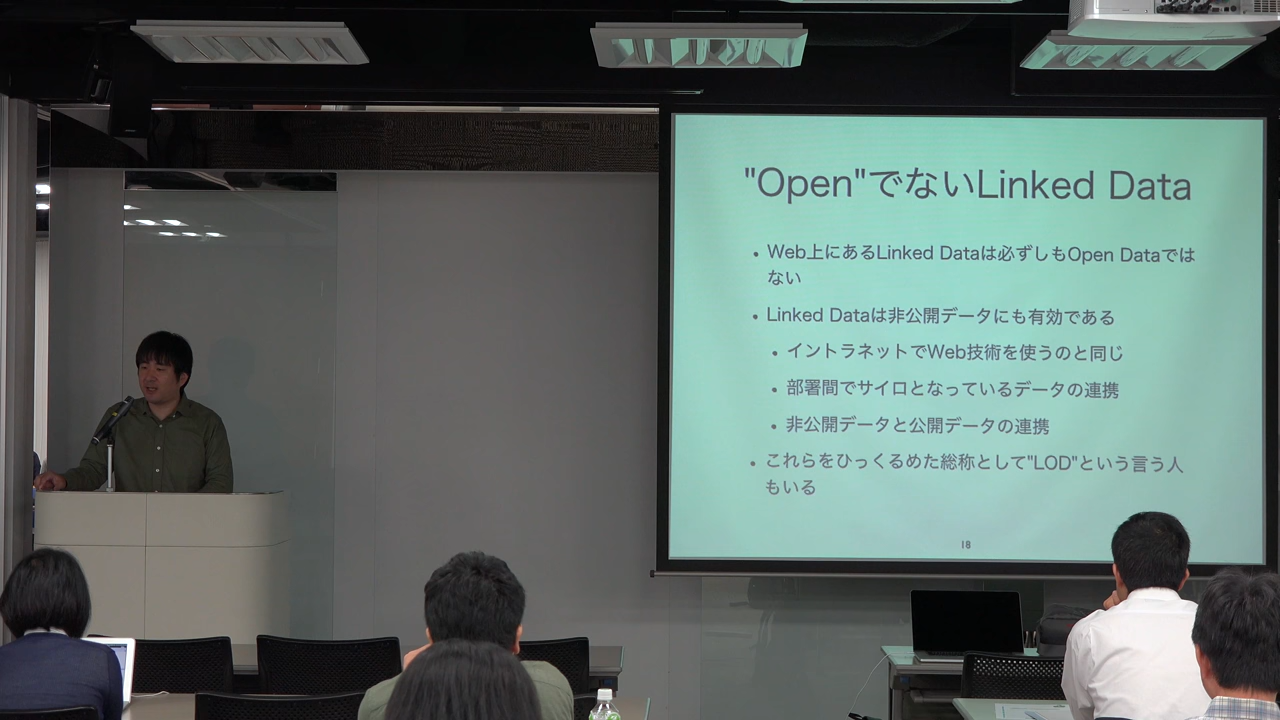 "Open"でないLinked Data
• Web上にあるLinked Dataは必ずしもOpen Dataでは
ない
• Linked Dataは非公開データにも有効である
• イントラネットでWeb技術を使うのと同じ
• 部署間でサイロとなっているデータの連携
• 非公開データと公開データの連携
• これらをひっくるめた総称として"LOD"という言う人
もいる
18